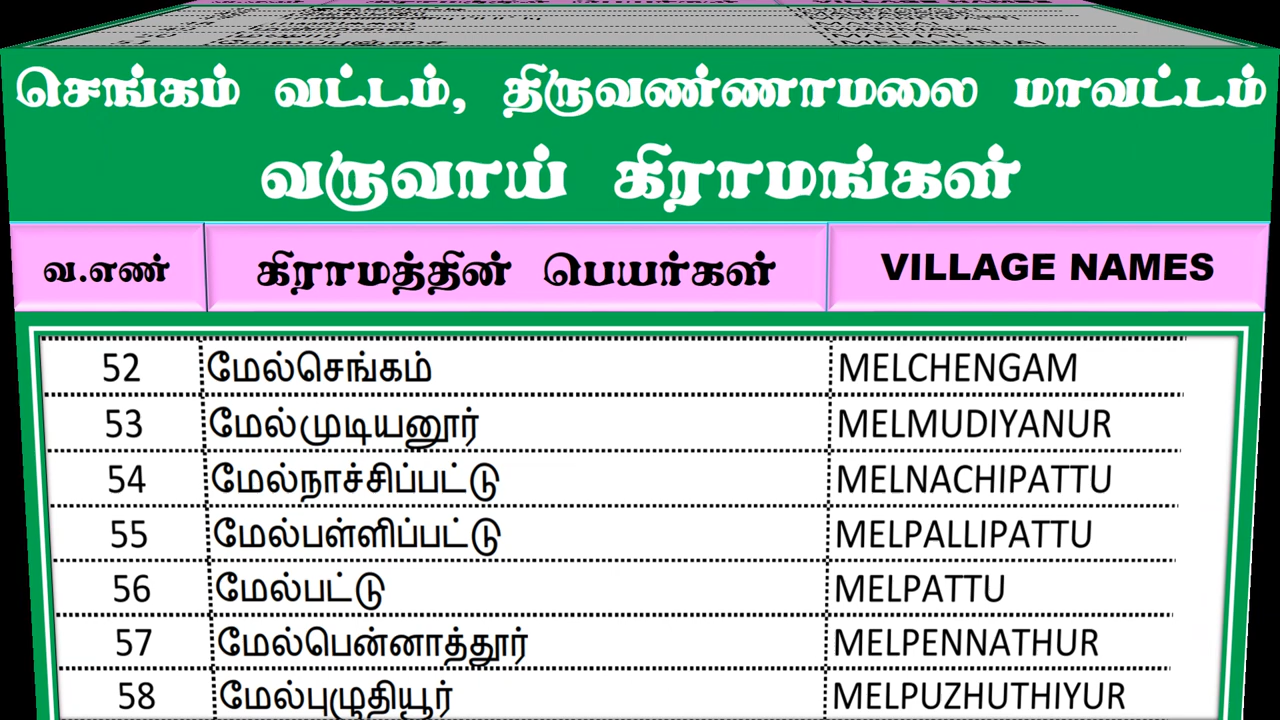 செங்கம் வட்டம், திருவண்ணாமலை மாவட்டம்
வருவாய் கிராமங்கள்
வ.எண் கிராமத்தின் பெயர்கள் VILLAGE NAMES
52 மேல்செங்கம் MELCHENGAM
53 மேல்முடியனூர் MELMUDIYANUR
54 மேல்நாச்சிப்பட்டு MELNACHIPATTU
55 மேல்பள்ளிப்பட்டு MELPALLIPATTU
56 மேல்பட்டு MELPATTU
57 மேல்பென்னாத்தூர் MELPENNATHUR
58 மேல்புழுதியூர் MELPUZHUTHIYUR